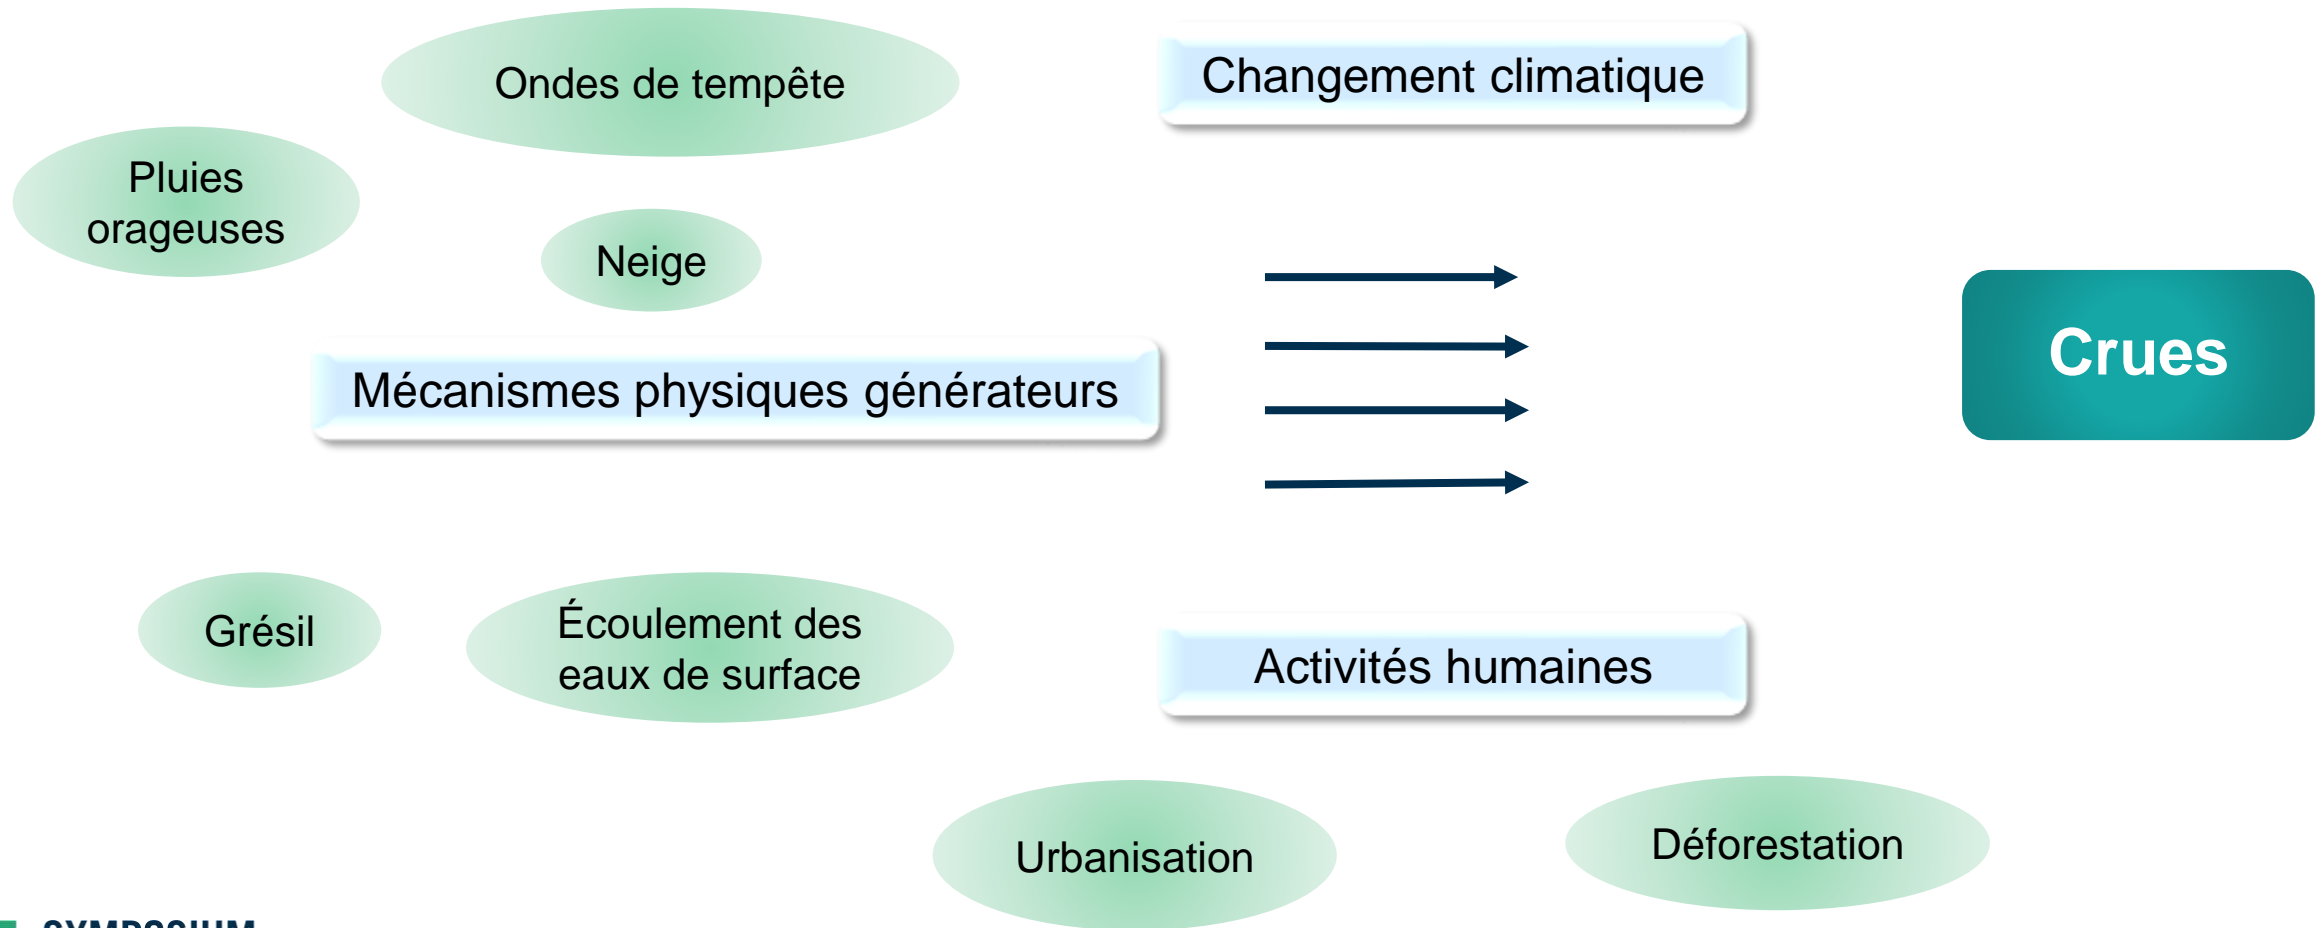 Ondes de tempête
Changement climatique
Pluies
orageuses
Neige
Crues
Mécanismes physiques générateurs
Grésil
Écoulement des
eaux de surface
Activités humaines
Urbanisation
Déforestation
SYMPOSIUM